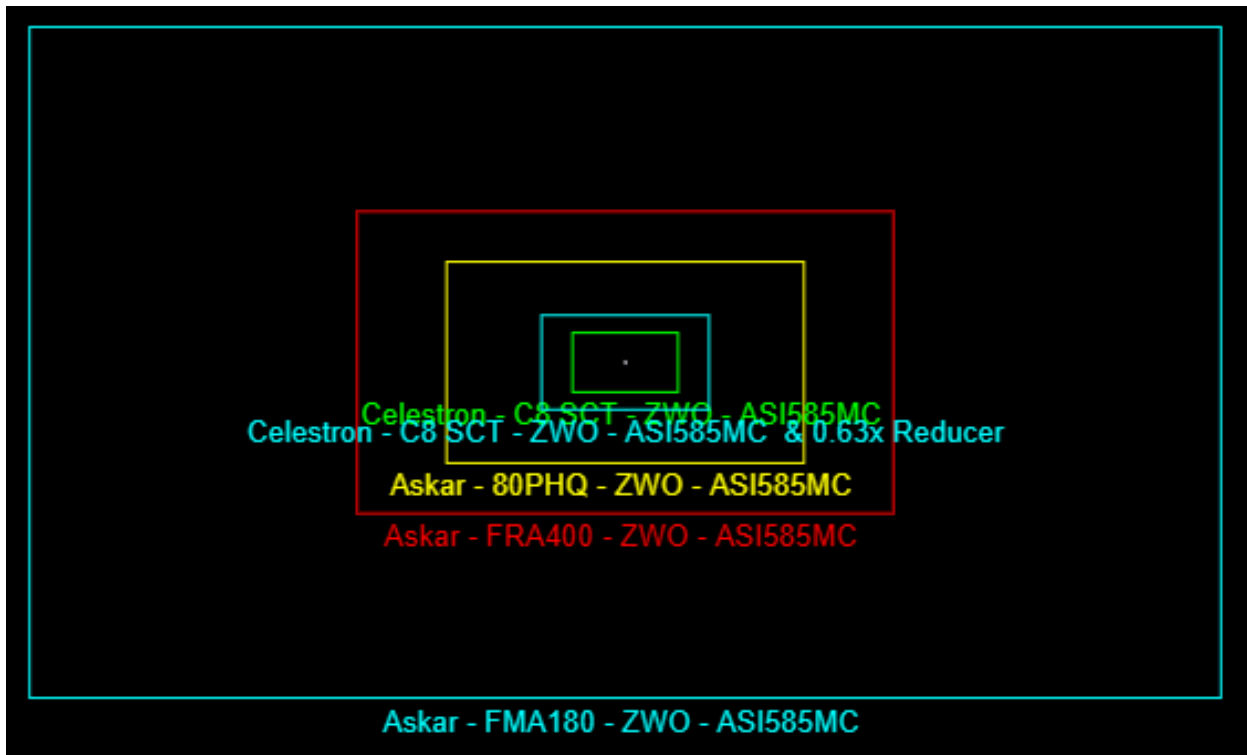 Celestron - C8 SCT - ZWO - ASI585MC
Celestron - C8 SCT - ZWO - ASI585MC & 0.63x Reducer
Askar - 80PHQ - ZWO - ASI585MC
Askar - FRA400 - ZWO - ASI585MC
Askar - FMA180 - ZWO - ASI585MC